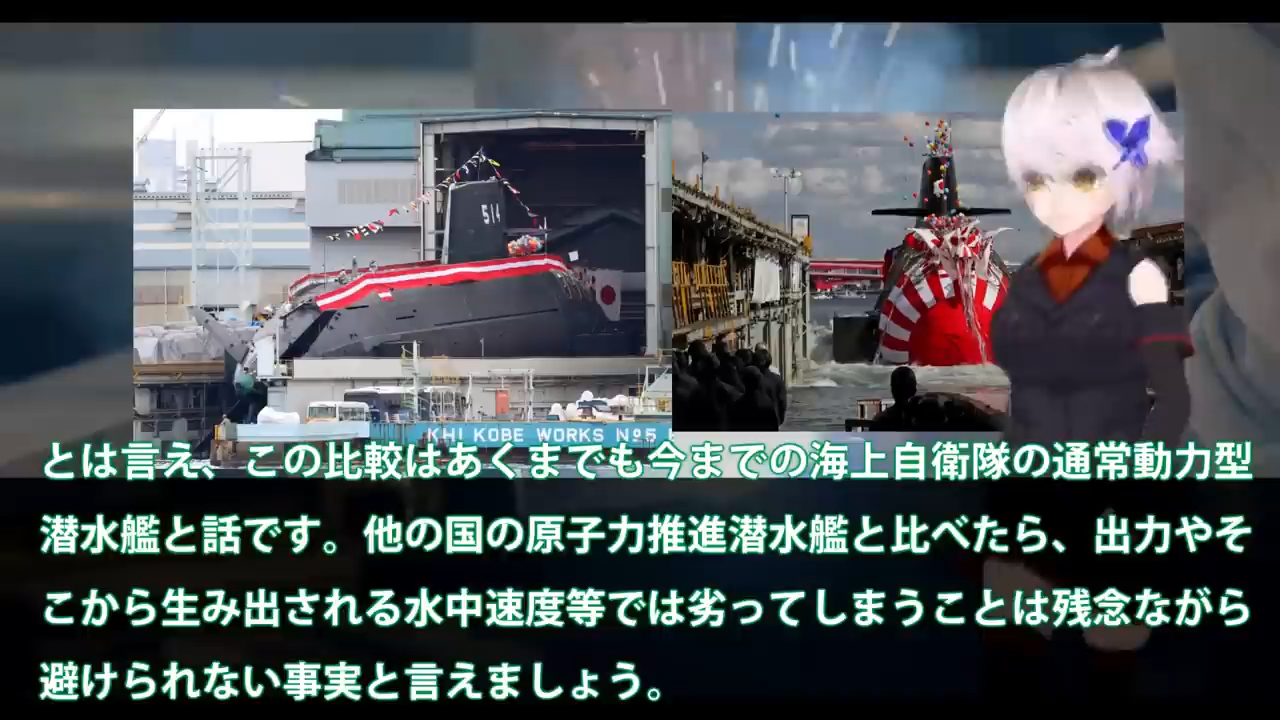 514
KHI KOBE WORKS No5
とは言え、この比較はあくまでも今までの海上自衛隊の通常動力型
潜水艦と話です。他の国の原子力推進潜水艦と比べたら、出力やそ
こから生み出される水中速度等では劣ってしまうことは残念ながら
避けられない事実と言えましょう。